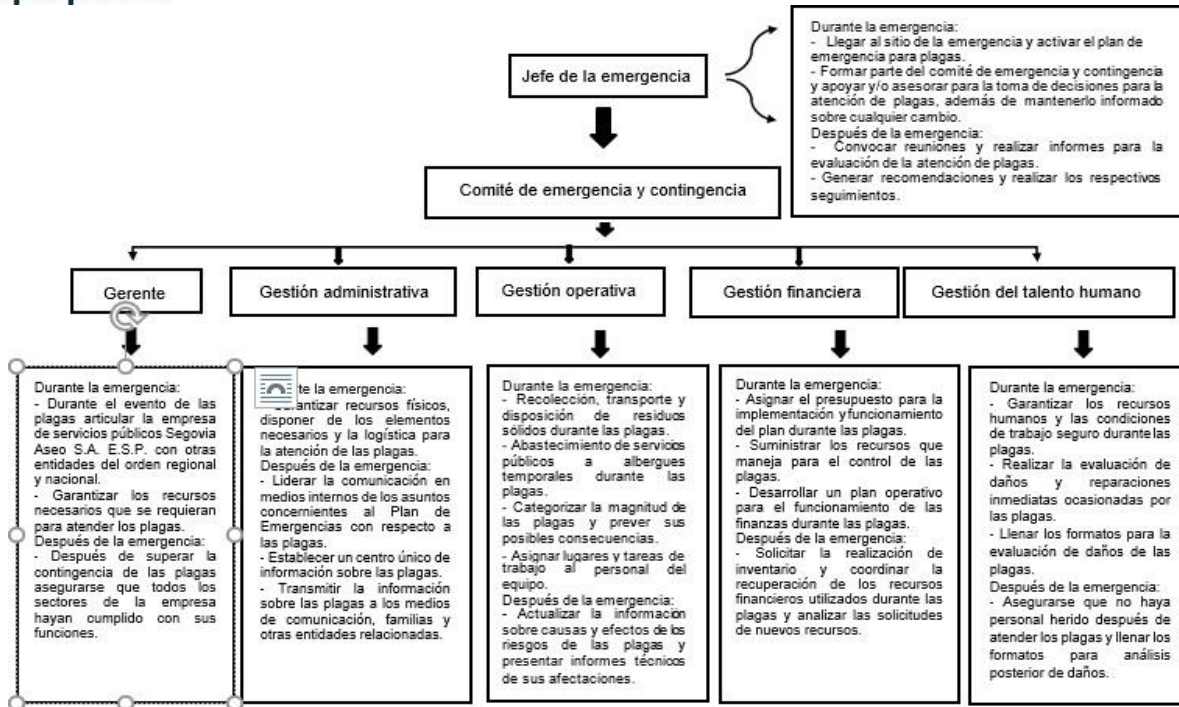 Jefe de la emergencia
Durante la emergencia:
- Llegar al sitio de la emergencia y activar el plan de
emergencia para plagas.
- Formar parte del comité de emergencia y contingencia
y apoyar y/o asesorar para la toma de decisiones para la
atención de plagas, además de mantenerlo informado
sobre cualquier cambio.
Después de la emergencia:
- Convocar reuniones y realizar informes para la
evaluación de la atención de plagas.
- Generar recomendaciones y realizar los respectivos
seguimientos.
Comité de emergencia y contingencia
Gerente
Gestión administrativa
Gestión operativa
Gestión financiera
Gestión del talento humano
Durante la emergencia:
- Durante el evento de las
plagas articular la empresa
de servicios públicos Segovia
Aseo S.A. E.S.P. con otras
entidades del orden regional
y nacional.
- Garantizar los recursos
necesarios que se requieran
para atender los plagas.
Después de la emergencia:
- Después de superar la
contingencia de las plagas
asegurarse que todos los
sectores de la empresa
hayan cumplido con sus
funciones.
te la emergencia:
rantizar recursos físicos,
disponer de los elementos
necesarios y la logística para
la atención de las plagas.
Después de la emergencia:
- Liderar la comunicación en
medios internos de los asuntos
concernientes al Plan de
Emergencias con respecto a
las plagas.
- Establecer un centro único de
información sobre las plagas.
- Transmitir la información
sobre las plagas a los medios
de comunicación, familias y
otras entidades relacionadas.
Durante la emergencia:
- Recolección, transporte y
disposición de residuos
sólidos durante las plagas.
- Abastecimiento de servicios
públicos a albergues
temporales durante las
plagas.
- Categorizar la magnitud de
las plagas y prever sus
posibles consecuencias.
- Asignar lugares y tareas de
trabajo al personal del
equipo.
Después de la emergencia:
- Actualizar la información
sobre causas y efectos de los
riesgos de las plagas y
presentar informes técnicos
de sus afectaciones.
Durante la emergencia:
- Asignar el presupuesto para la
implementación y funcionamiento
del plan durante las plagas.
- Suministrar los recursos que
maneja para el control de las
plagas.
- Desarrollar un plan operativo
para el funcionamiento de las
finanzas durante las plagas.
Después de la emergencia:
- Solicitar la realización de
inventario y coordinar la
recuperación de los recursos
financieros utilizados durante las
plagas y analizar las solicitudes
de nuevos recursos.
Durante la emergencia:
- Garantizar los recursos
humanos y las condiciones
de trabajo seguro durante las
plagas.
- Realizar la evaluación de
daños y reparaciones
inmediatas ocasionadas por
las plagas.
- Llenar los formatos para la
evaluación de daños de las
plagas.
Después de la emergencia:
- Asegurarse que no haya
personal herido después de
atender los plagas y llenar los
formatos para análisis
posterior de daños.